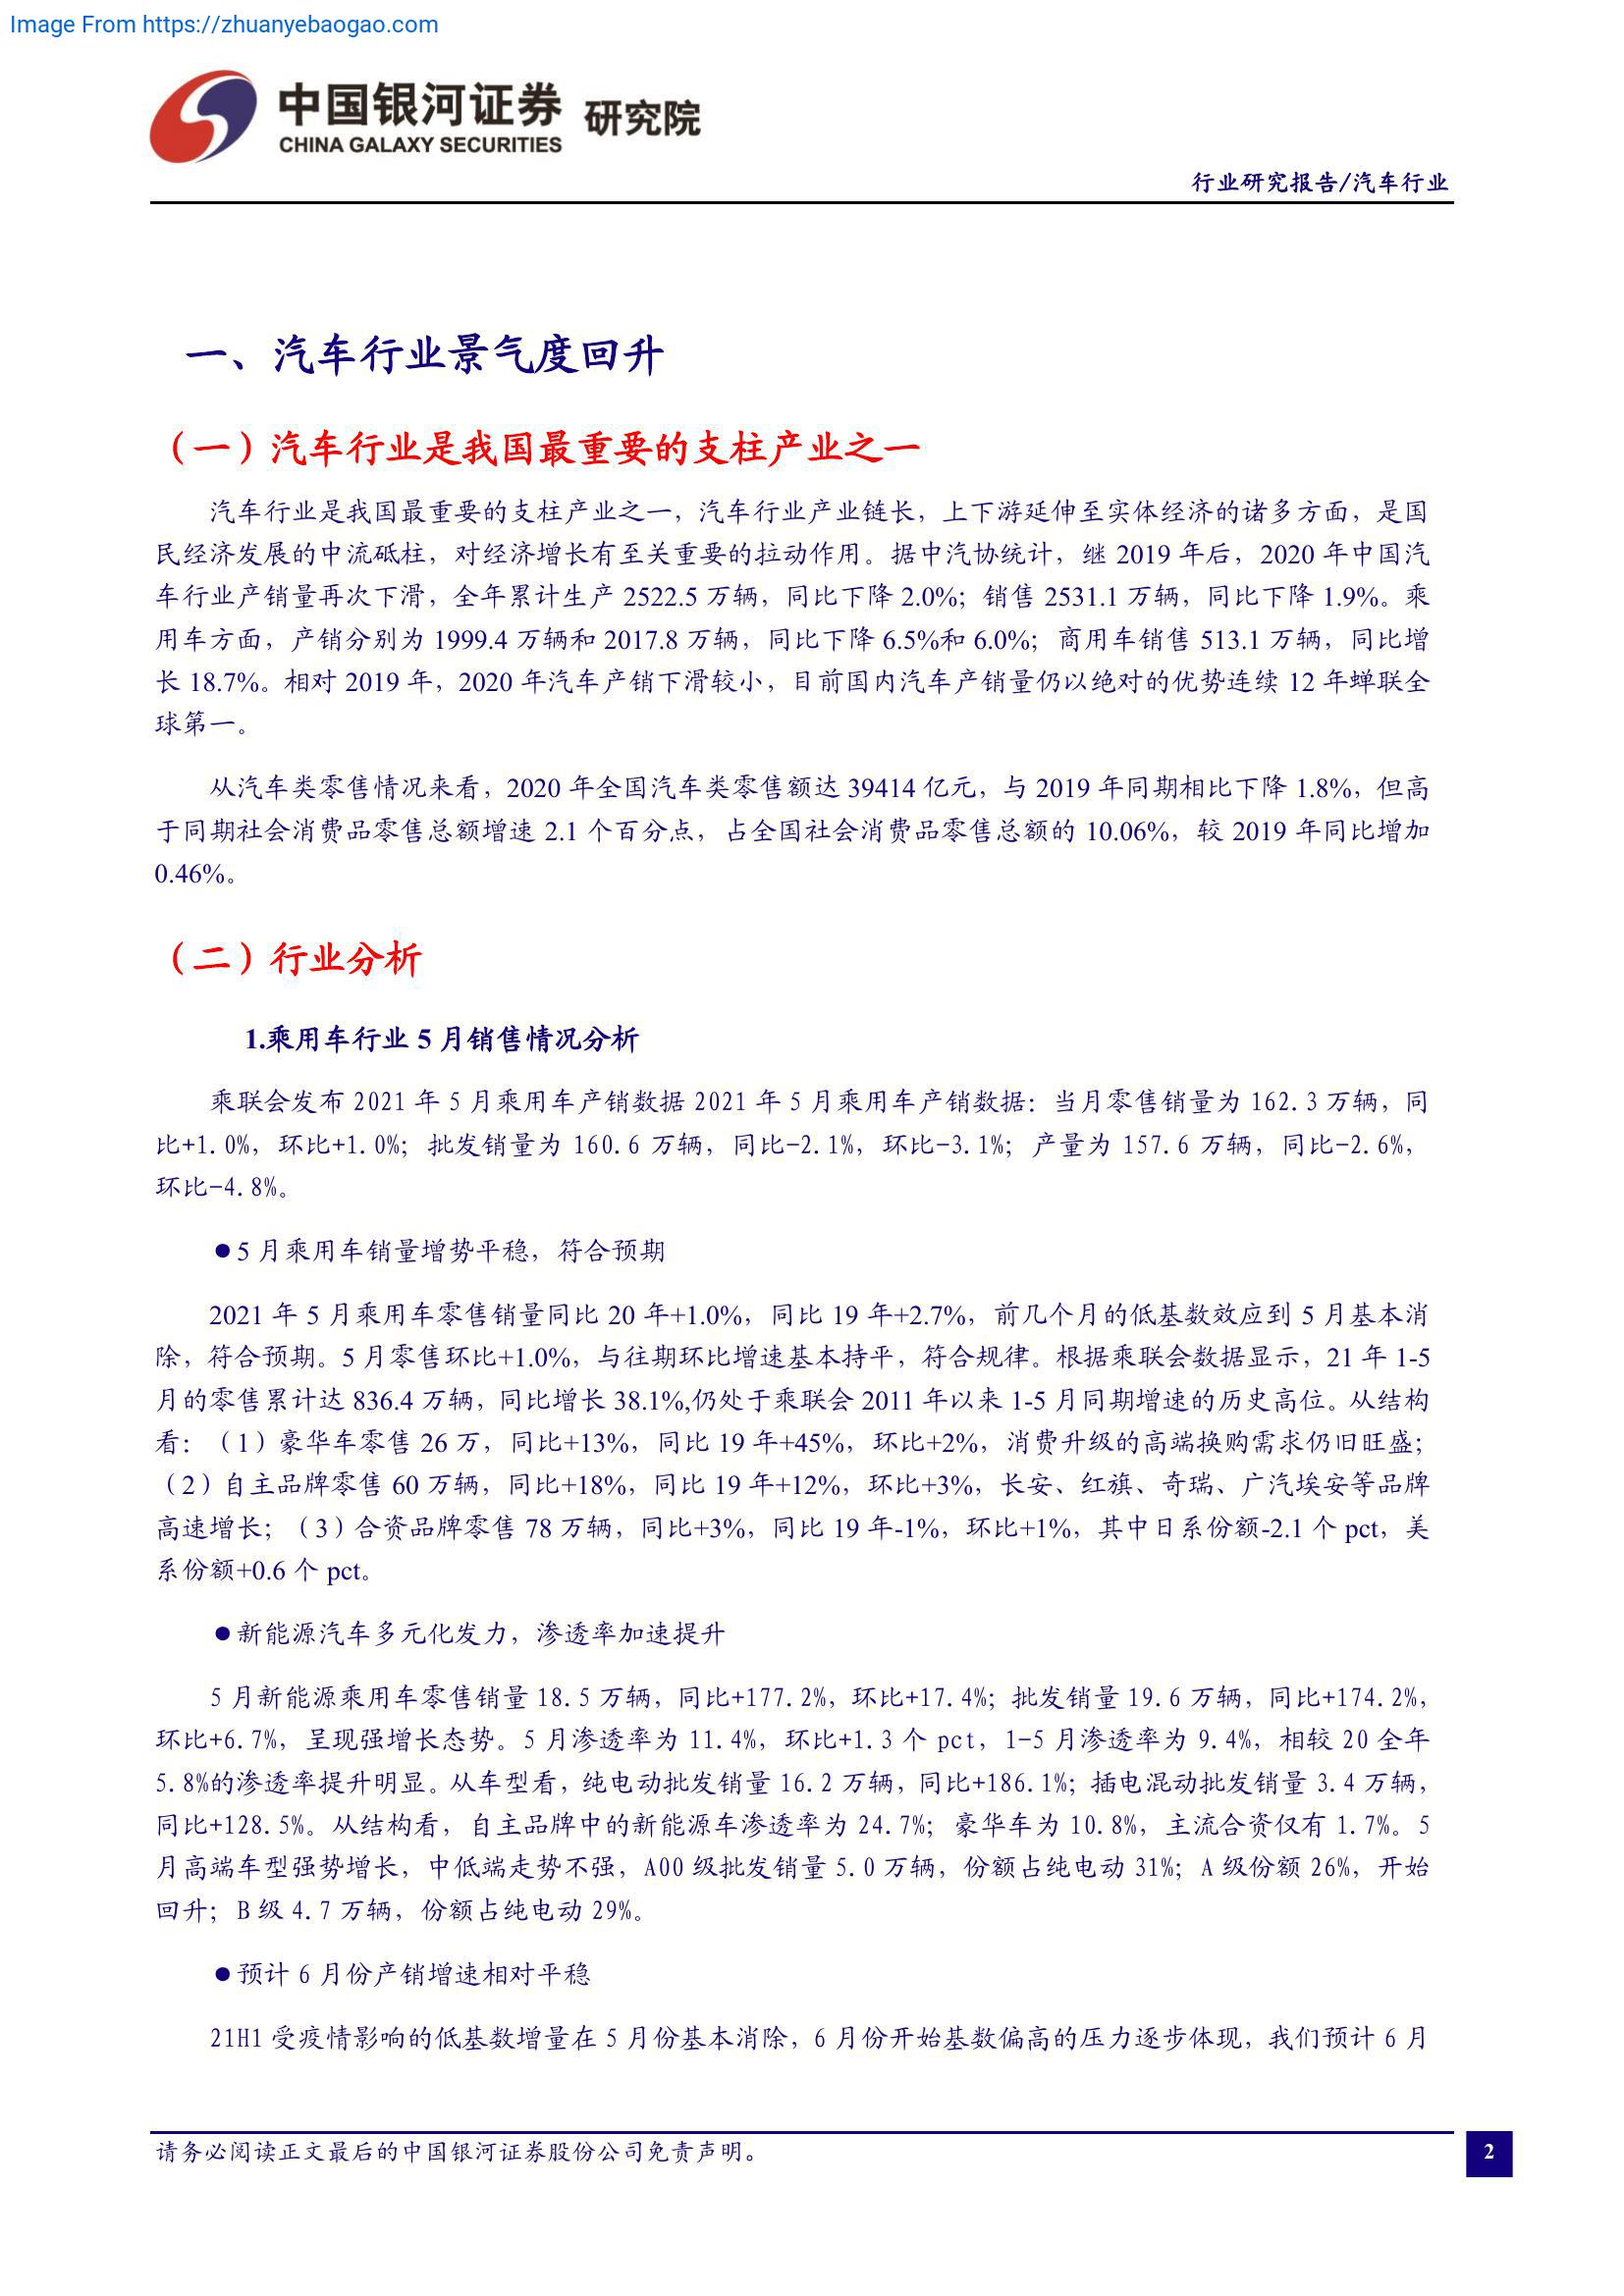 Image From https://zhuanyebaogao.com
中国银河证券 研究院
CHINA GALAXY SECURITIES
行业研究报告/汽车行业
一、汽车行业景气度回升
（一）汽车行业是我国最重要的支柱产业之一
汽车行业是我国最重要的支柱产业之一，汽车行业产业链长，上下游延伸至实体经济的诸多方面，是国
民经济发展的中流砥柱，对经济增长有至关重要的拉动作用。据中汽协统计，继 2019 年后，2020 年中国汽
车行业产销量再次下滑，全年累计生产 2522.5 万辆，同比下降 2.0%；销售 2531.1 万辆，同比下降 1.9%。乘
用车方面，产销分别为 1999.4 万辆和 2017.8 万辆，同比下降 6.5%和 6.0%；商用车销售 513.1 万辆，同比增
长 18.7%。相对 2019 年，2020 年汽车产销下滑较小，目前国内汽车产销量仍以绝对的优势连续 12 年蝉联全
球第一。
从汽车类零售情况来看，2020 年全国汽车类零售额达 39414 亿元，与 2019 年同期相比下降 1.8%，但高
于同期社会消费品零售总额增速 2.1 个百分点，占全国社会消费品零售总额的 10.06%，较 2019 年同比增加
0.46%。
（二）行业分析
1.乘用车行业 5 月销售情况分析
乘联会发布 2021 年 5 月乘用车产销数据 2021 年 5 月乘用车产销数据：当月零售销量为 162.3 万辆，同
比+1.0%，环比+1.0%；批发销量为 160.6 万辆，同比-2.1%，环比-3.1%；产量为 157.6 万辆，同比-2.6%，
环比-4.8%。
●5 月乘用车销量增势平稳，符合预期
2021 年 5 月乘用车零售销量同比 20 年+1.0%，同比 19 年+2.7%，前几个月的低基数效应到 5 月基本消
除，符合预期。5 月零售环比+1.0%，与往期环比增速基本持平，符合规律。根据乘联会数据显示，21 年 1-5
月的零售累计达 836.4 万辆，同比增长 38.1%,仍处于乘联会 2011 年以来 1-5 月同期增速的历史高位。从结构
看：（1）豪华车零售 26 万，同比+13%，同比 19 年+45%，环比+2%，消费升级的高端换购需求仍旧旺盛；
（2）自主品牌零售 60 万辆，同比+18%，同比 19 年+12%，环比+3%，长安、红旗、奇瑞、广汽埃安等品牌
高速增长；（3）合资品牌零售 78 万辆，同比+3%，同比 19 年-1%，环比+1%，其中日系份额-2.1 个 pct，美
系份额+0.6 个 pct。
●新能源汽车多元化发力，渗透率加速提升
5 月新能源乘用车零售销量 18.5 万辆，同比+177.2%，环比+17.4%；批发销量 19.6 万辆，同比+174.2%，
环比+6.7%，呈现强增长态势。5 月渗透率为 11.4%，环比+1.3 个 pct，1-5 月渗透率为 9.4%，相较 20 全年
5.8%的渗透率提升明显。从车型看，纯电动批发销量 16.2 万辆，同比+186.1%；插电混动批发销量 3.4 万辆，
同比+128.5%。从结构看，自主品牌中的新能源车渗透率为 24.7%；豪华车为 10.8%，主流合资仅有 1.7%。5
月高端车型强势增长，中低端走势不强，A00 级批发销量 5.0 万辆，份额占纯电动 31%；A 级份额 26%，开始
回升；B 级 4.7 万辆，份额占纯电动 29%。
●预计 6 月份产销增速相对平稳
21H1 受疫情影响的低基数增量在 5 月份基本消除，6 月份开始基数偏高的压力逐步体现，我们预计 6 月
请务必阅读正文最后的中国银河证券股份公司免责声明。
2